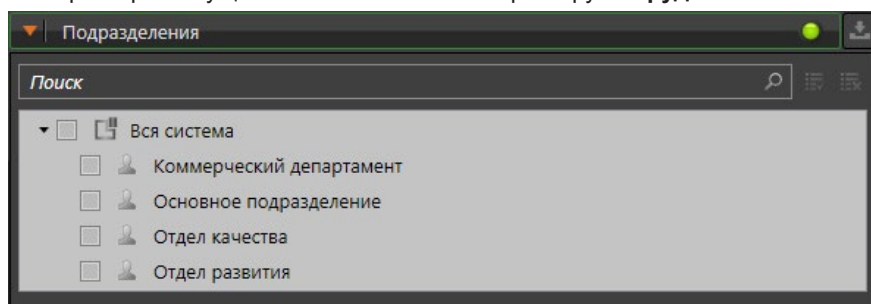 Подразделения
Поиск
Вся система
Коммерческий департамент
Основное подразделение
Отдел качества
Отдел развития